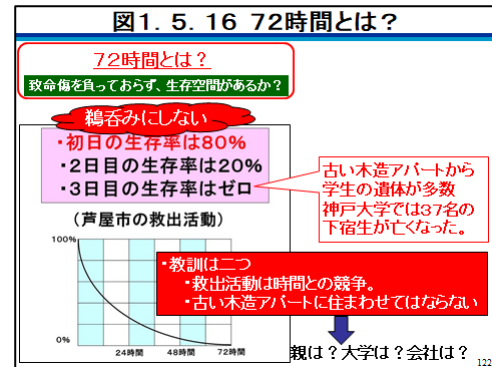 図1. 5. 16 72時間とは？
72時間とは？
致命傷を負っておらず、生存空間があるか？
鵜呑みにしない
・初日の生存率は80%
・2日目の生存率は20%
・3日目の生存率はゼロ
古い木造アパートから
学生の遺体が多数
神戸大学では37名の
下宿生が亡くなった。
（芦屋市の救出活動）
100%
0%
24時間
48時間
72時間
・教訓は二つ
・救出活動は時間との競争。
・古い木造アパートに住まわせてはならない
親は？大学は？会社は？
122